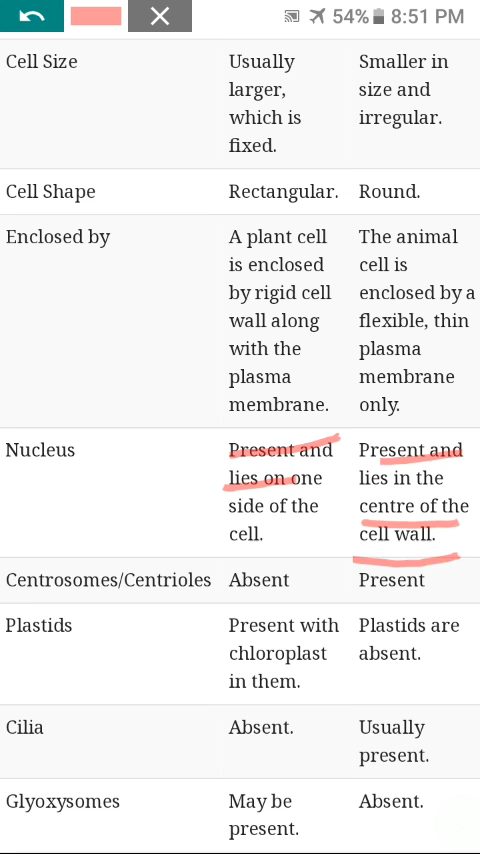 54% 8:51 PM
Cell Size
Usually
larger,
which is
fixed.
Smaller in
size and
irregular.
Cell Shape
Rectangular.
Round.
Enclosed by
A plant cell
is enclosed
by rigid cell
wall along
with the
plasma
membrane.
The animal
cell is
enclosed by a
flexible, thin
plasma
membrane
only.
Nucleus
Present and
lies on one
side of the
cell.
Present and
lies in the
centre of the
cell wall.
Centrosomes/Centrioles
Absent
Present
Plastids
Present with
chloroplast
in them.
Plastids are
absent.
Cilia
Absent.
Usually
present.
Glyoxysomes
May be
present.
Absent.